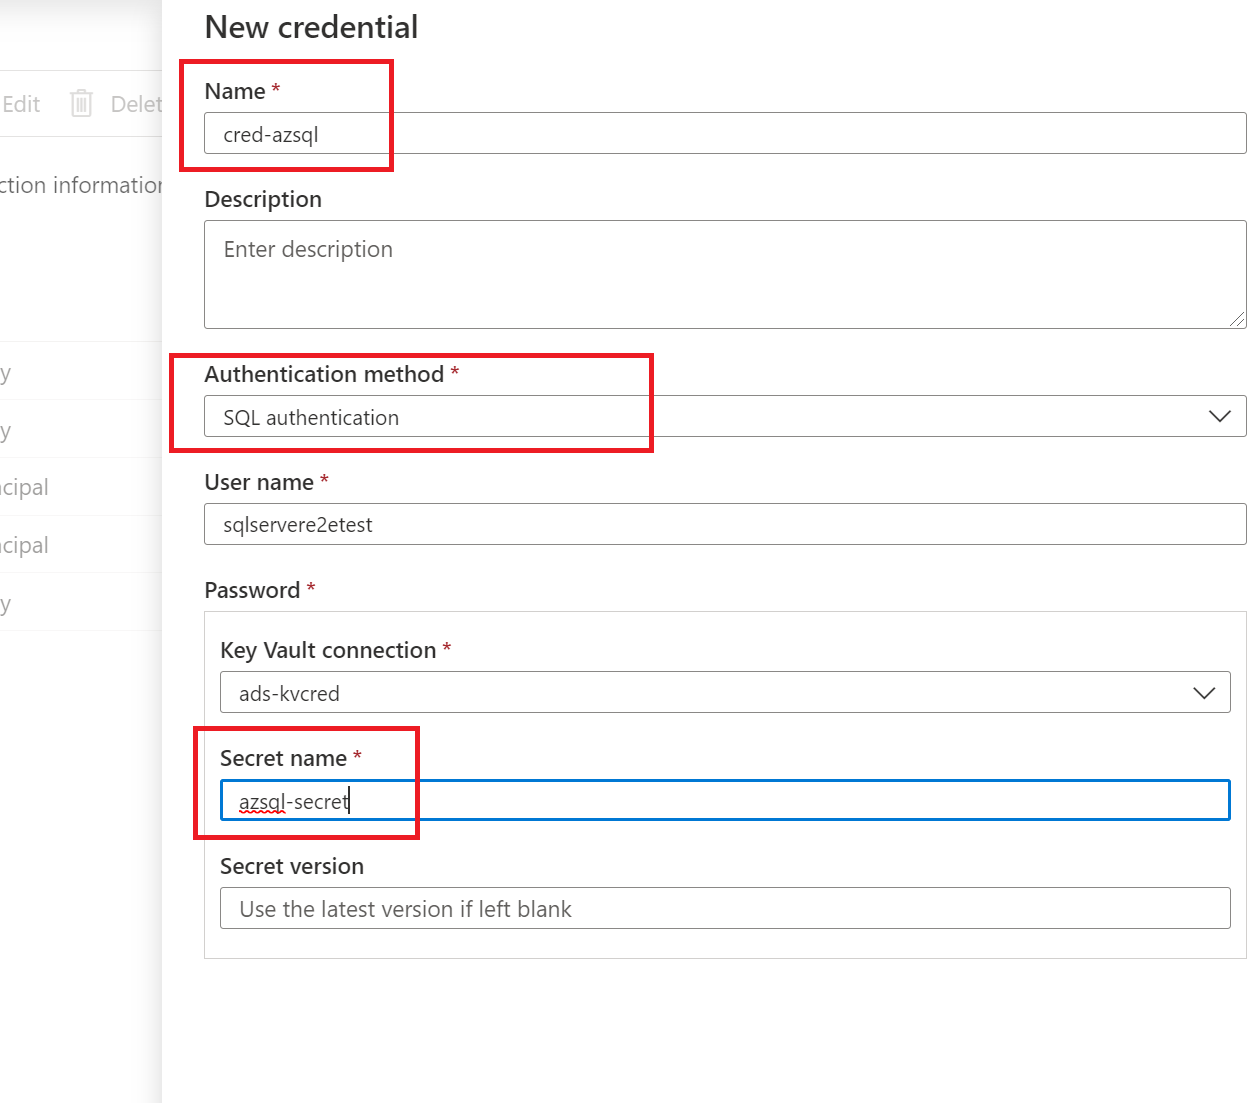 New credential
Name *
Edit
Delet
cred-azsql
ction information
Description
Enter description
y
Authentication method *
SQL authentication
y
User name *
cipal
sqlservere2etest
cipal
Password *
y
Key Vault connection *
ads-kvcred
Secret name *
azsql-secret
Secret version
Use the latest version if left blank